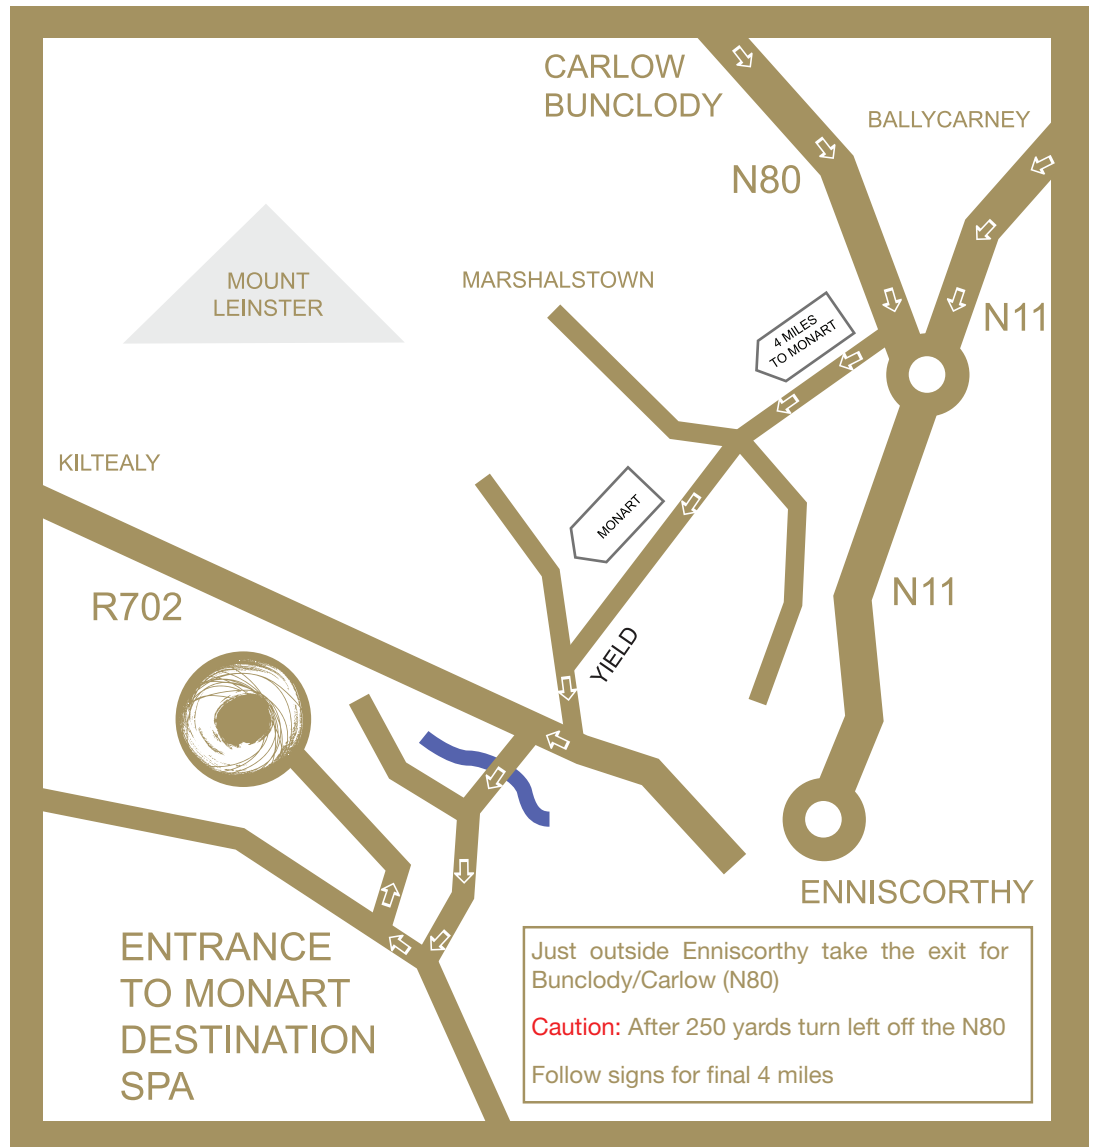 CARLOW
BUNCLODY
BALLYCARNEY
N80
MOUNT
LEINSTER
MARSHALSTOWN
N11
4 MILES
TO MONART
KILTEALY
MONART
R702
N11
YIELD
ENNISCORTHY
ENTRANCE
TO MONART
DESTINATION
SPA
Just outside Enniscorthy take the exit for
Bunclody/Carlow (N80)
Caution: After 250 yards turn left off the N80
Follow signs for final 4 miles